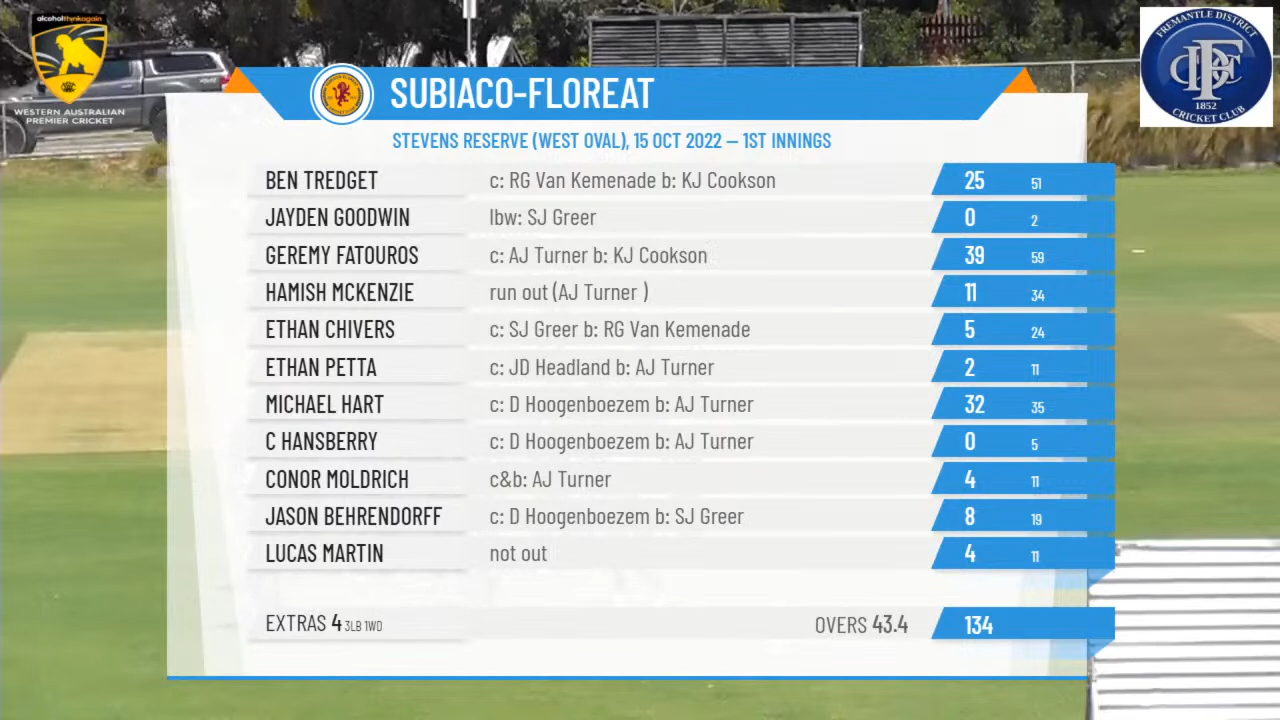 alcoholthinkagain
WESTERN AUSTRALIAN
PREMIER CRICKET
FREMANTLE DISTRICT
1852
CRICKET CLUB
SUBIACO-FLOREAT
STEVENS RESERVE (WEST OVAL), 15 OCT 2022 – 1ST INNINGS
BEN TREDGET c: RG Van Kemenade b: KJ Cookson 25 51
JAYDEN GOODWIN lbw: SJ Greer 0 2
GEREMY FATOUROS c: AJ Turner b: KJ Cookson 39 59
HAMISH MCKENZIE run out (AJ Turner ) 11 34
ETHAN CHIVERS c: SJ Greer b: RG Van Kemenade 5 24
ETHAN PETTA c: JD Headland b: AJ Turner 2 11
MICHAEL HART c: D Hoogenboezem b: AJ Turner 32 35
C HANSBERRY c: D Hoogenboezem b: AJ Turner 0 5
CONOR MOLDRICH c&b: AJ Turner 4 11
JASON BEHRENDORFF c: D Hoogenboezem b: SJ Greer 8 19
LUCAS MARTIN not out 4 11
EXTRAS 4 3LB 1WD OVERS 43.4 134